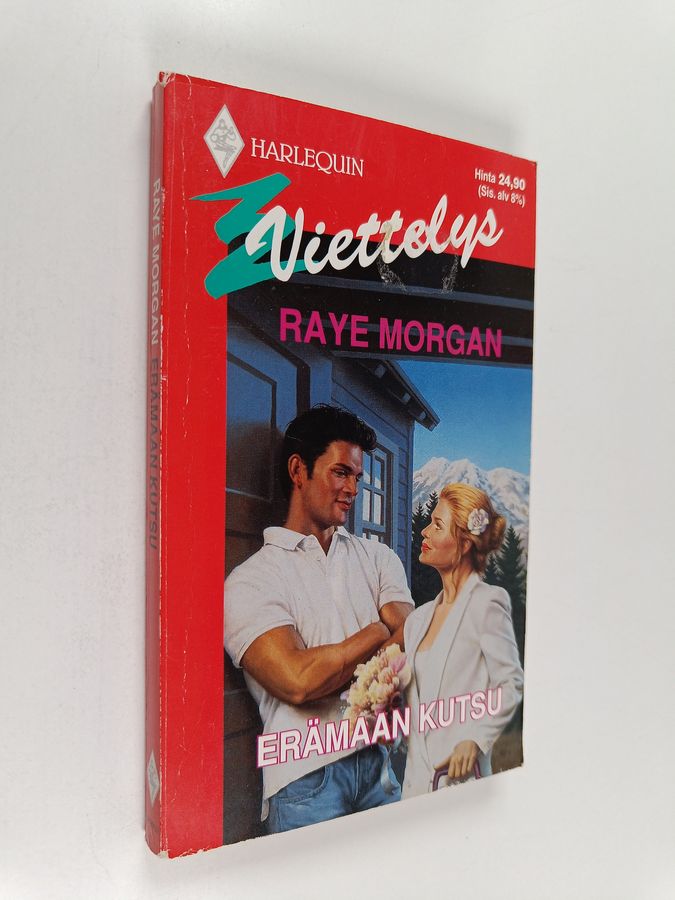 HARLEQUIN
Hinta 24,90
(Sis. alv 8%)
Viettelys
RAYE MORGAN
ERÄMAAN KUTSU
RAYE MORGAN ERÄMAAN KUTSU